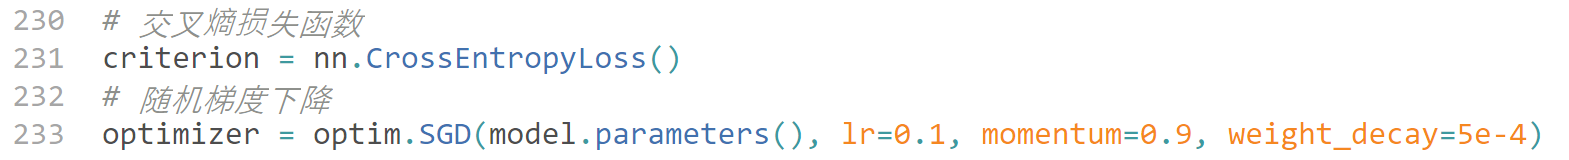 230 # 交叉熵损失函数
231 criterion = nn.CrossEntropyLoss()
232 # 随机梯度下降
233 optimizer = optim.SGD(model.parameters(), lr=0.1, momentum=0.9, weight_decay=5e-4)